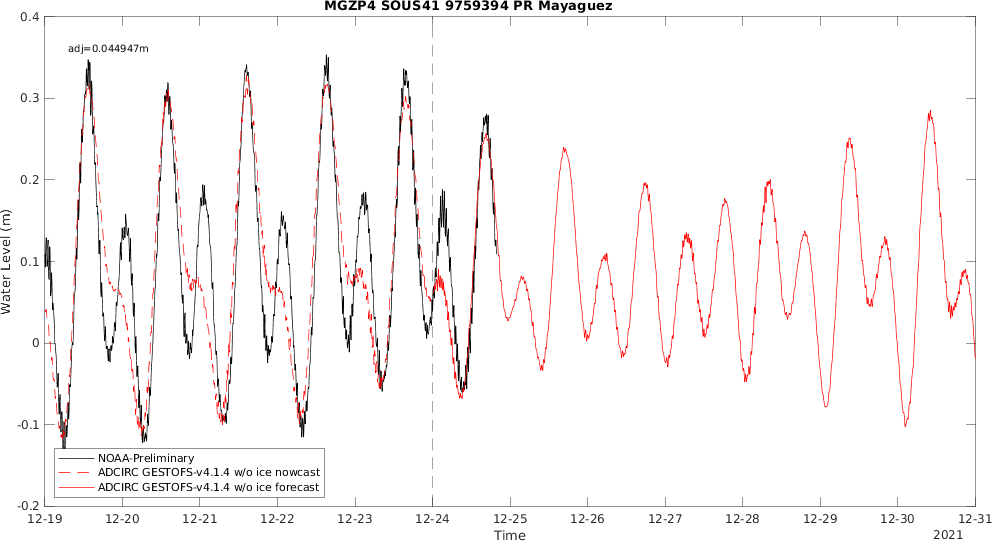 MGZP4 SOUS41 9759394 PR Mayaguez
adj=0.044947m
Water Level (m)
0.4
0.3
0.2
0.1
0
-0.1
-0.2
NOAA-Preliminary
ADCIRC GESTOFS-v4.1.4 w/o ice nowcast
ADCIRC GESTOFS-v4.1.4 w/o ice forecast
12-19 12-20 12-21 12-22 12-23 12-24 12-25 12-26 12-27 12-28 12-29 12-30 12-31
Time
2021